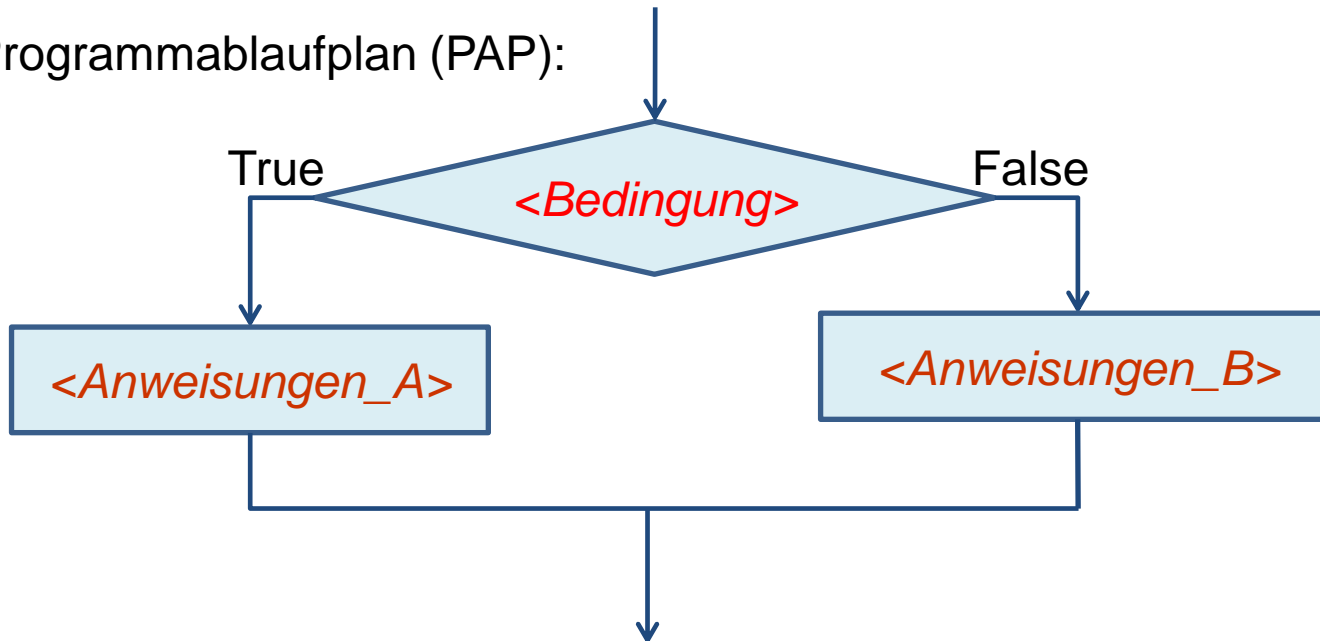 rogrammablaufplan (PAP):
True
False
<Bedingung>
<Anweisungen_A>
<Anweisungen_B>